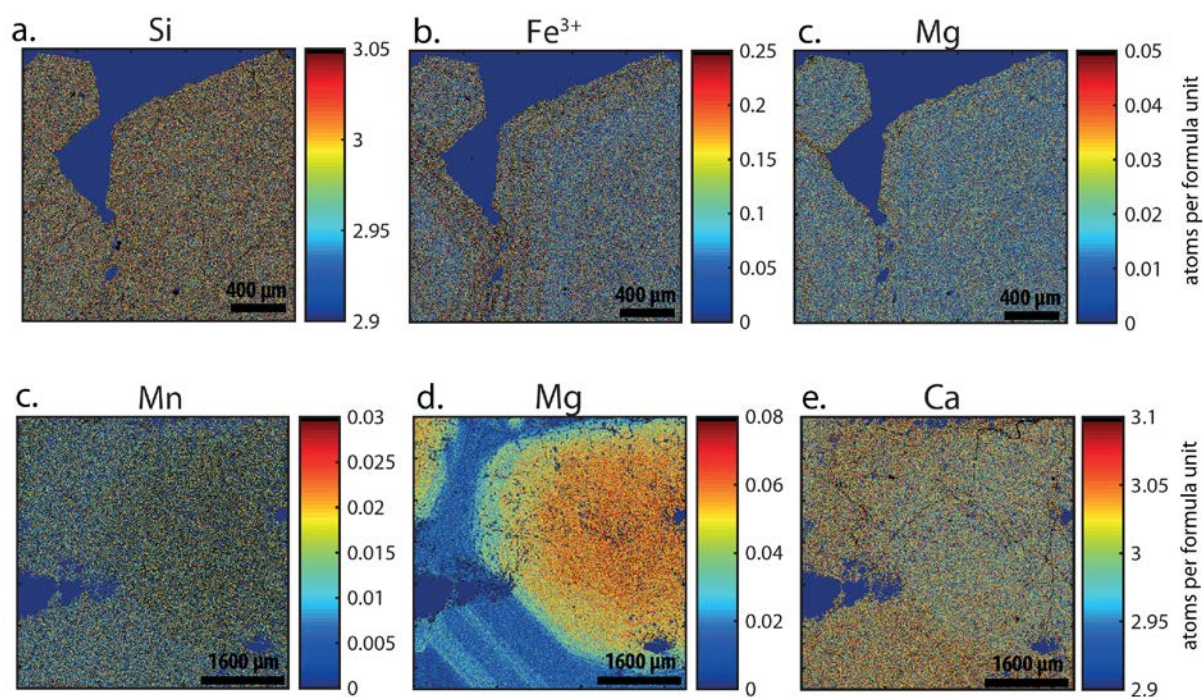 a. Si
3.05
3
2.95
2.9
400 µm
b. Fe³⁺
0.25
0.2
0.15
0.1
0.05
0
400 µm
c. Mg
0.05
0.04
0.03
0.02
0.01
0
400 µm
atoms per formula unit
c. Mn
0.03
0.025
0.02
0.015
0.01
0.005
0
1600 µm
d. Mg
0.08
0.06
0.04
0.02
0
1600 µm
e. Ca
3.1
3.05
3
2.95
2.9
1600 µm
atoms per formula unit